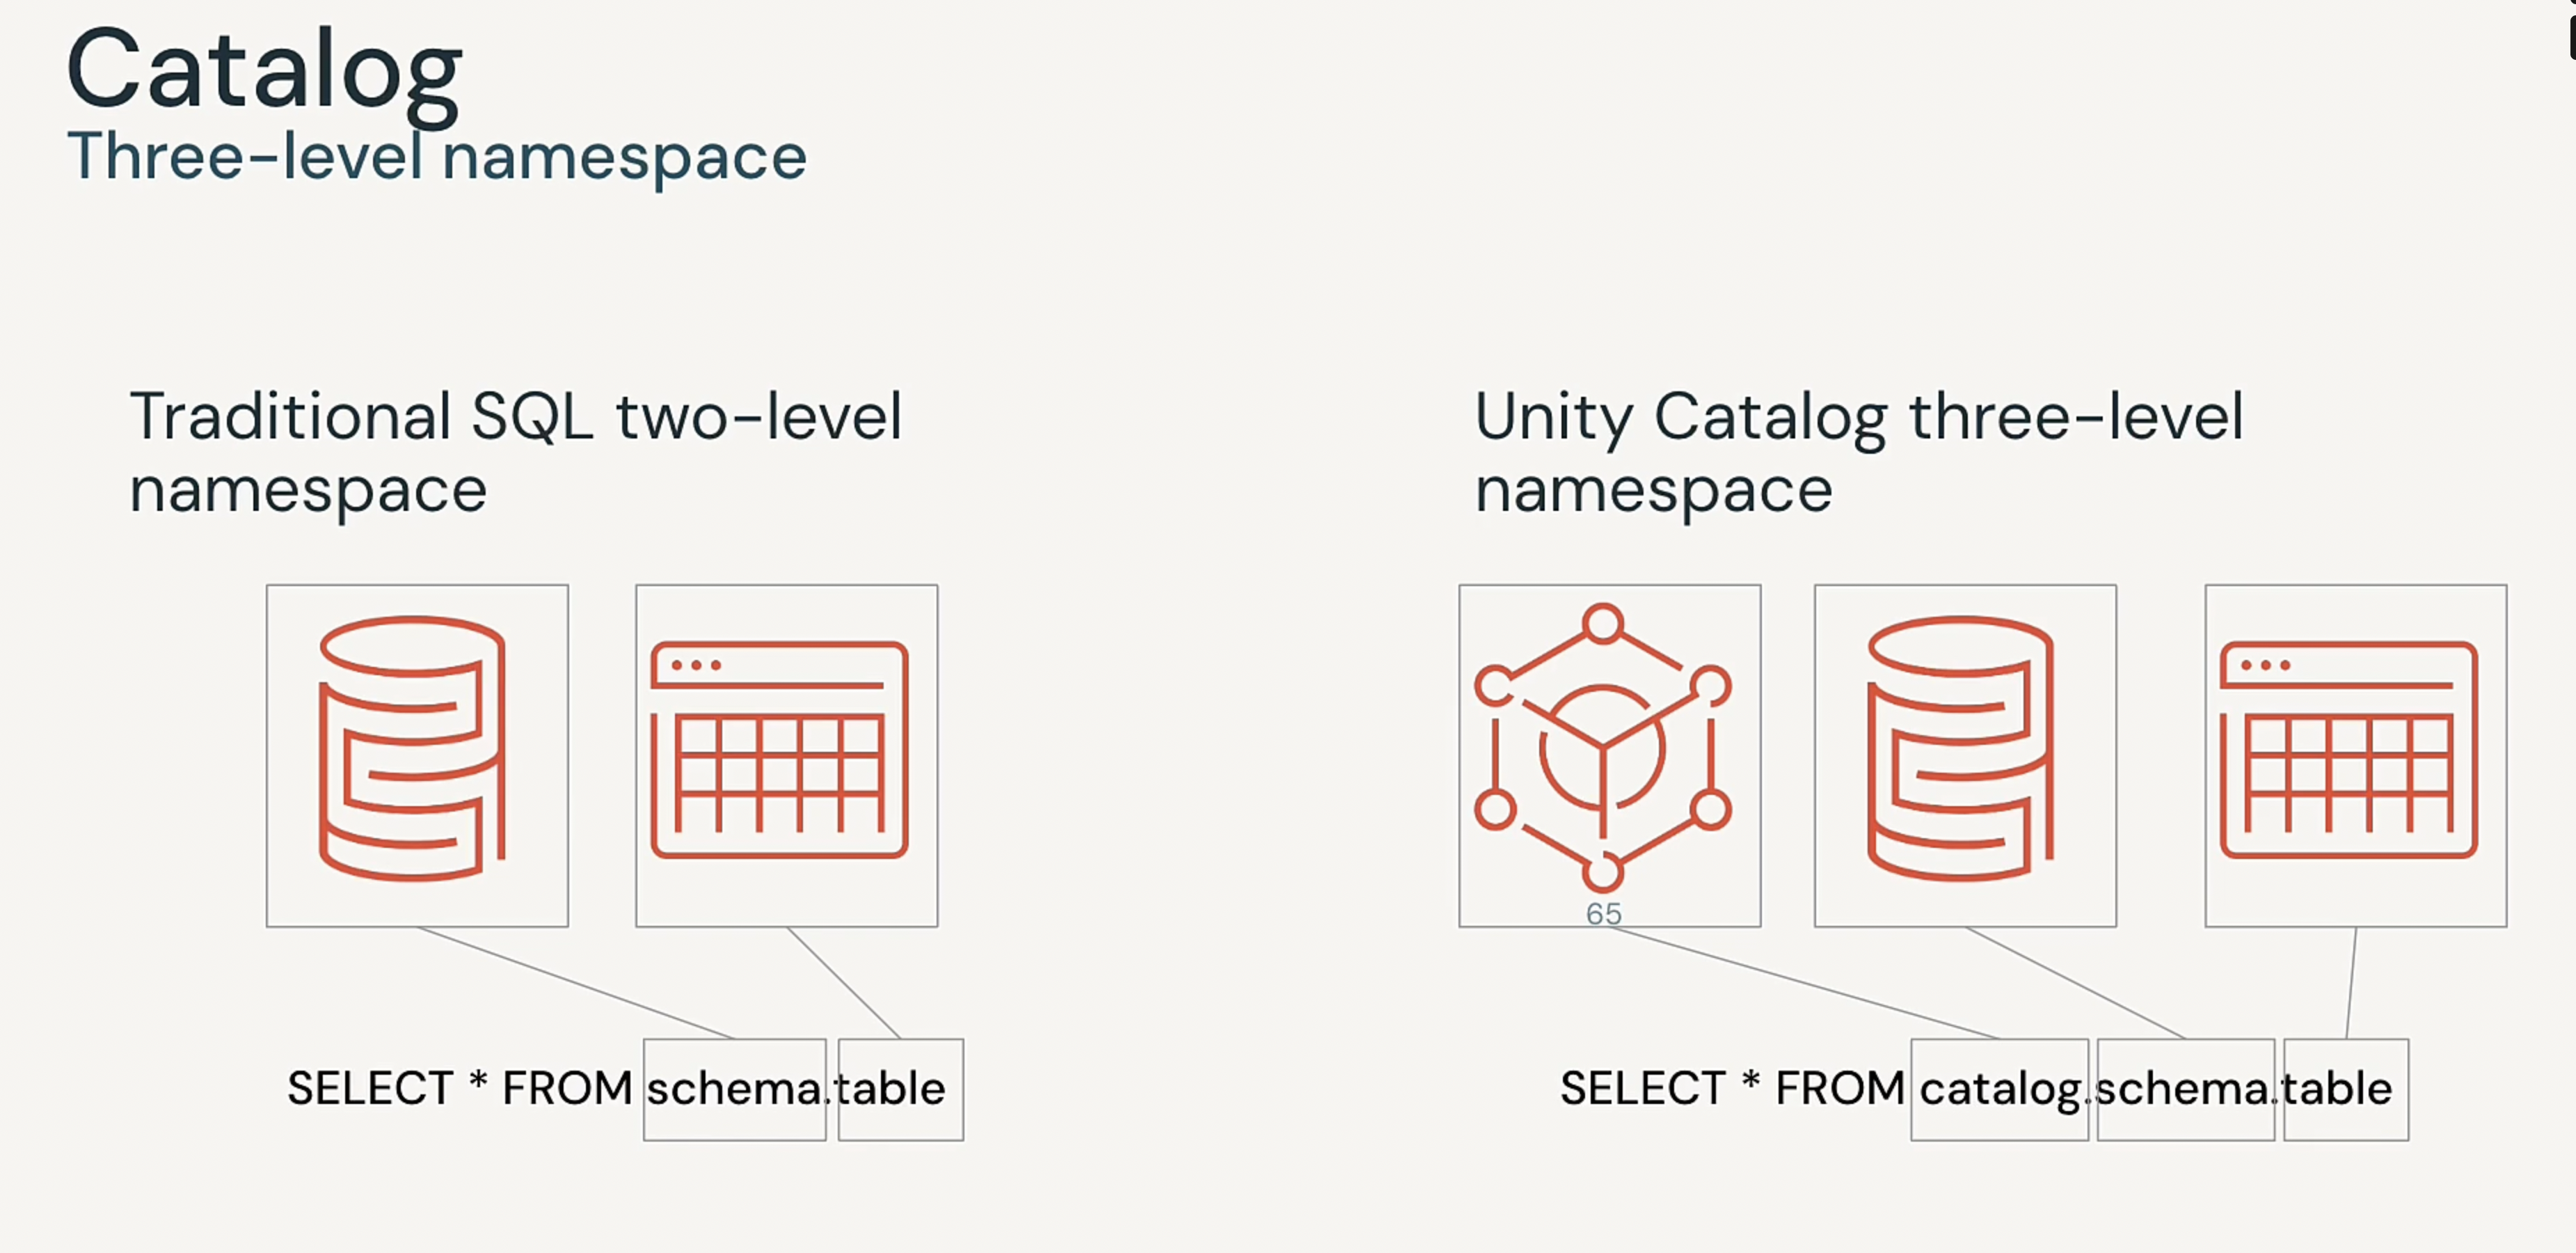 Catalog
Three-level namespace
Traditional SQL two-level
namespace
SELECT * FROM schema.table
Unity Catalog three-level
namespace
65
SELECT * FROM catalog.schema.table